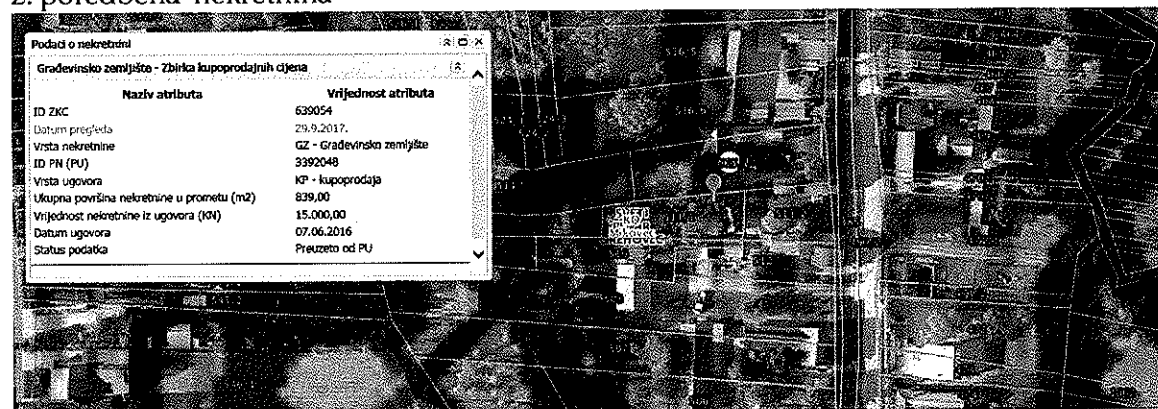 2. poredbena nekretnina
Podaci o nekretnini
Građevinsko zemljište - Zbirka kupoprodajnih cijena
Naziv atributa Vrijednost atributa
ID ZKC 639054
Datum pregleda 29.9.2017.
Vrsta nekretnine GZ - Građevinsko zemljište
ID PN (PU) 3392048
Vrsta ugovora KP - kupoprodaja
Ukupna površina nekretnine u prometu (m2) 839,00
Vrijednost nekretnine iz ugovora (KN) 15.000,00
Datum ugovora 07.06.2016
Status podatka Preuzeto od PU